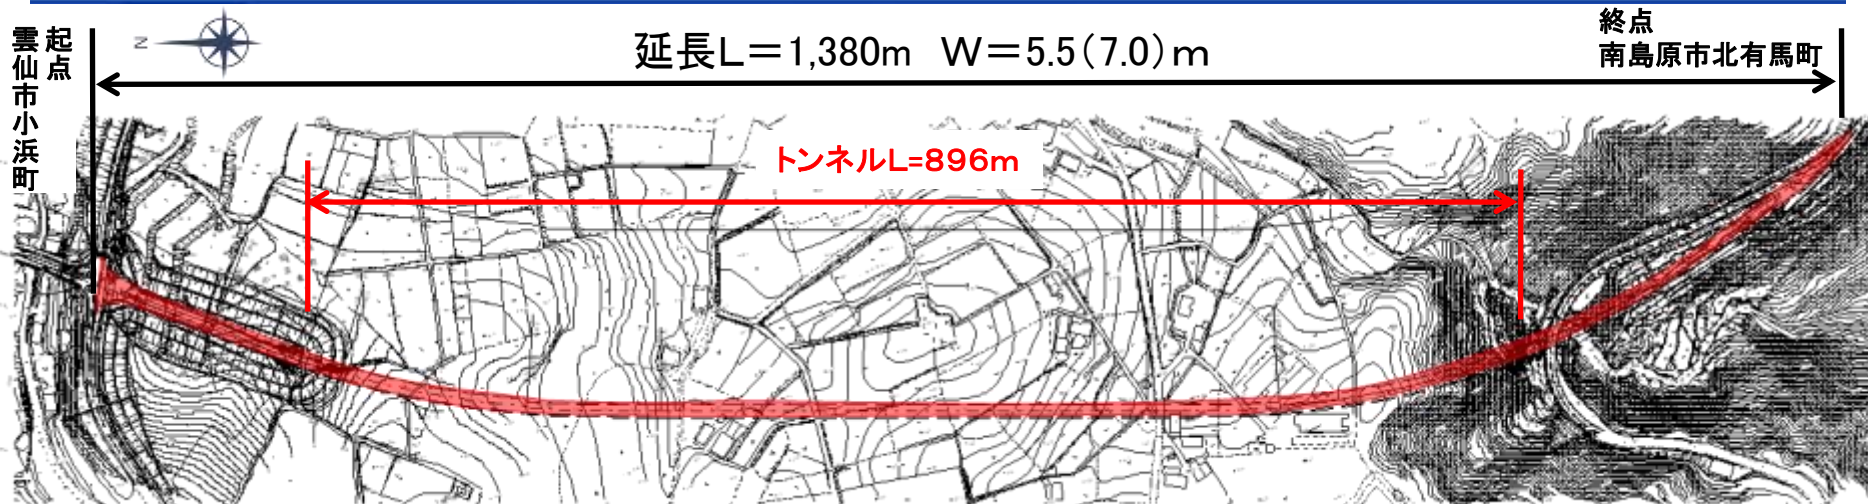 起点
雲仙市小浜町
N
延長L=1,380m W=5.5(7.0)m
終点
南島原市北有馬町
トンネルL=896m